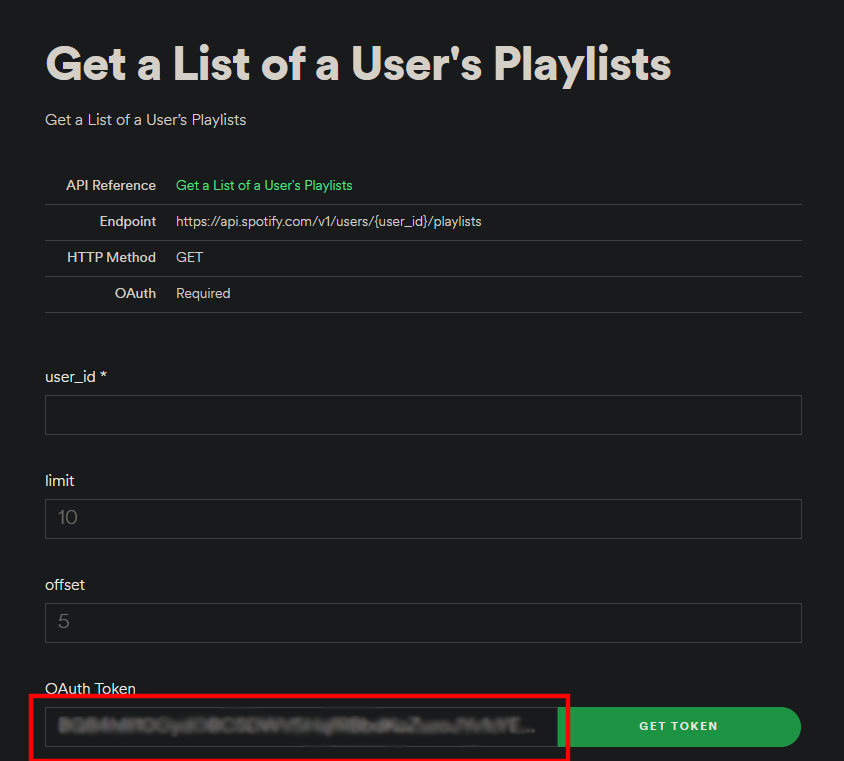 Get a List of a User's Playlists
Get a List of a User's Playlists
API Reference Get a List of a User's Playlists
Endpoint https://api.spotify.com/v1/users/{user_id}/playlists
HTTP Method GET
OAuth Required
user_id *
limit
10
offset
5
OAuth Token
GET TOKEN